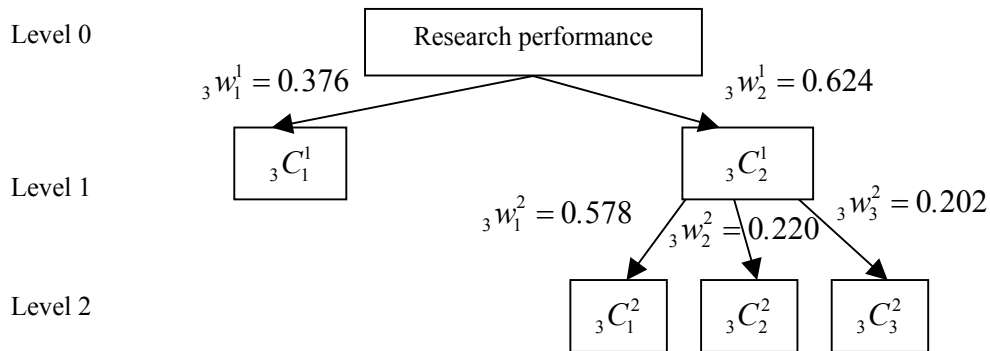 Level 0
Research performance
₃w₁¹ = 0.376
₃w₂¹ = 0.624
₃C₁¹
₃C₂¹
Level 1
₃w₁² = 0.578
₃w₂² = 0.220
₃w₃² = 0.202
Level 2
₃C₁²
₃C₂²
₃C₃²